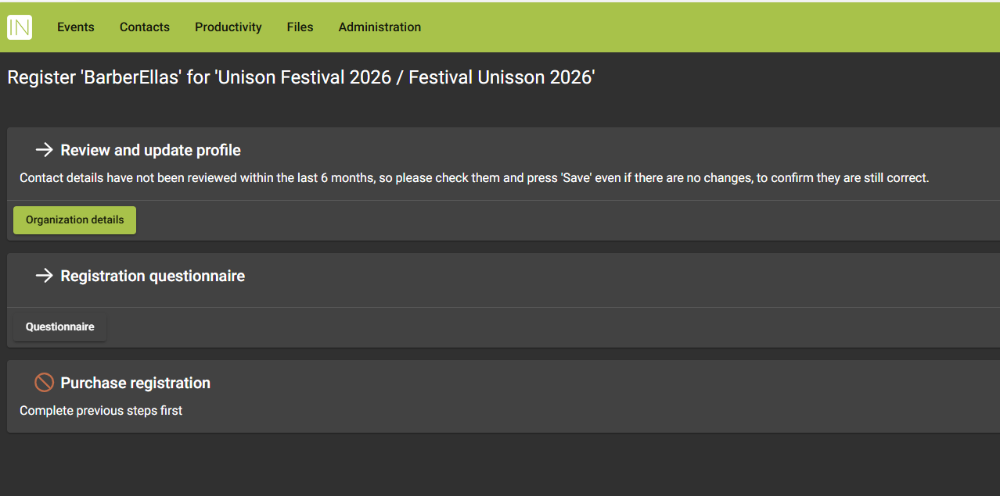 IN
Events Contacts Productivity Files Administration
Register 'BarberEllas' for 'Unison Festival 2026 / Festival Unisson 2026'
Review and update profile
Contact details have not been reviewed within the last 6 months, so please check them and press 'Save' even if there are no changes, to confirm they are still correct.
Organization details
Registration questionnaire
Questionnaire
Purchase registration
Complete previous steps first